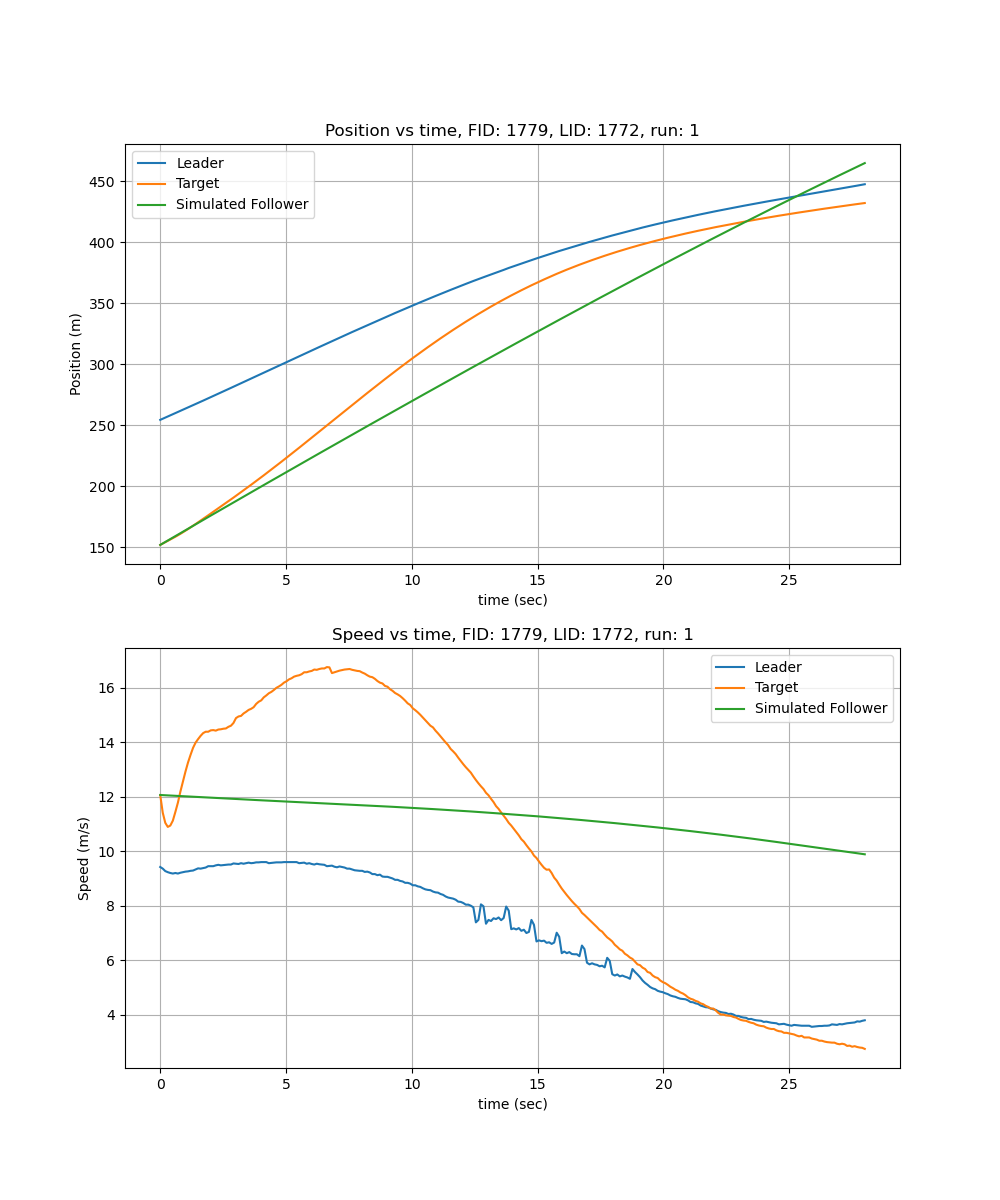 Position vs time, FID: 1779, LID: 1772, run: 1
Leader
Target
Simulated Follower
450
400
350
300
250
200
150
Position (m)
0 5 10 15 20 25
time (sec)
Speed vs time, FID: 1779, LID: 1772, run: 1
Leader
Target
Simulated Follower
16
14
12
10
8
6
4
Speed (m/s)
0 5 10 15 20 25
time (sec)